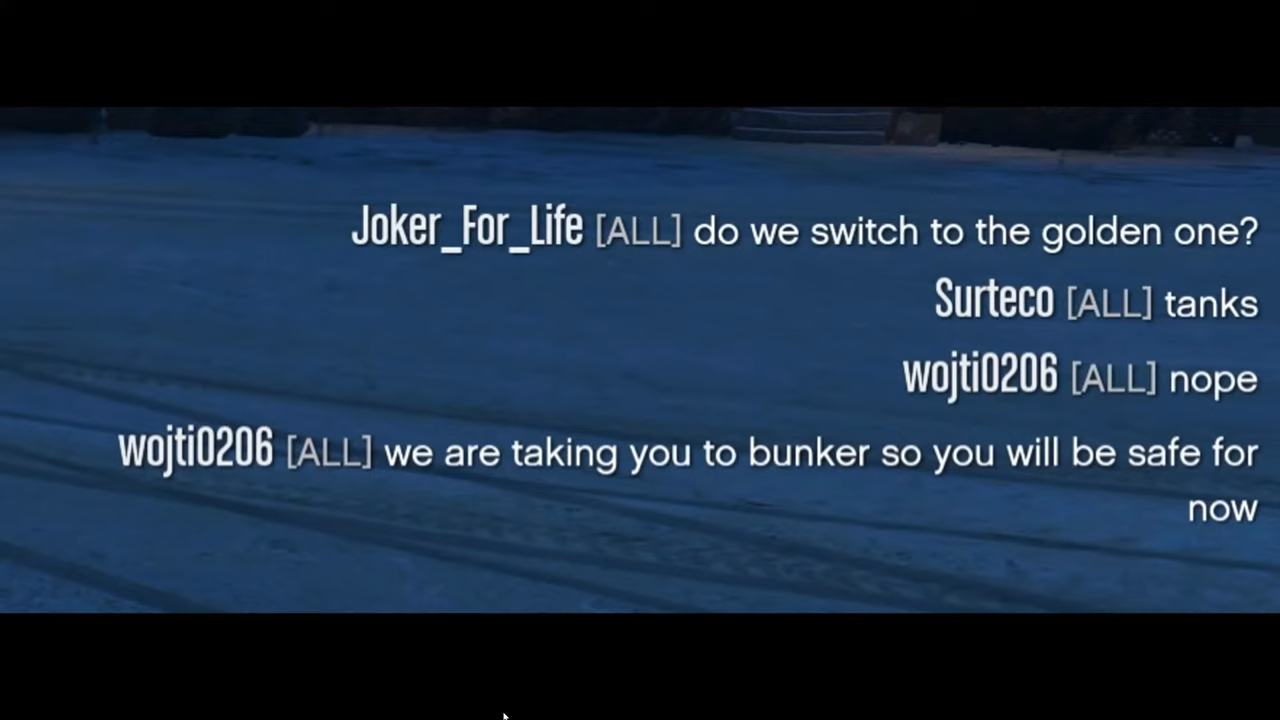 Joker_For_Life [ALL] do we switch to the golden one?
Surteco [ALL] tanks
wojti0206 [ALL] nope
wojti0206 [ALL] we are taking you to bunker so you will be safe for
now